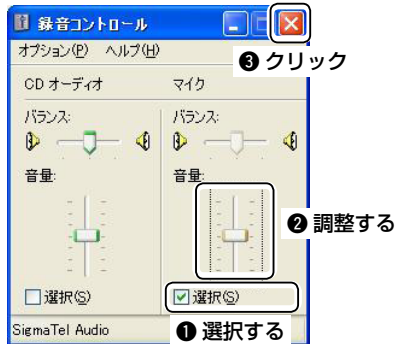 録音コントロール
オプション(P) ヘルプ(H)
❸ クリック
CD オーディオ マイク
バランス: バランス:
音量: 音量:
❷ 調整する
選択(S) 選択(S)
SigmaTel Audio
❶ 選択する